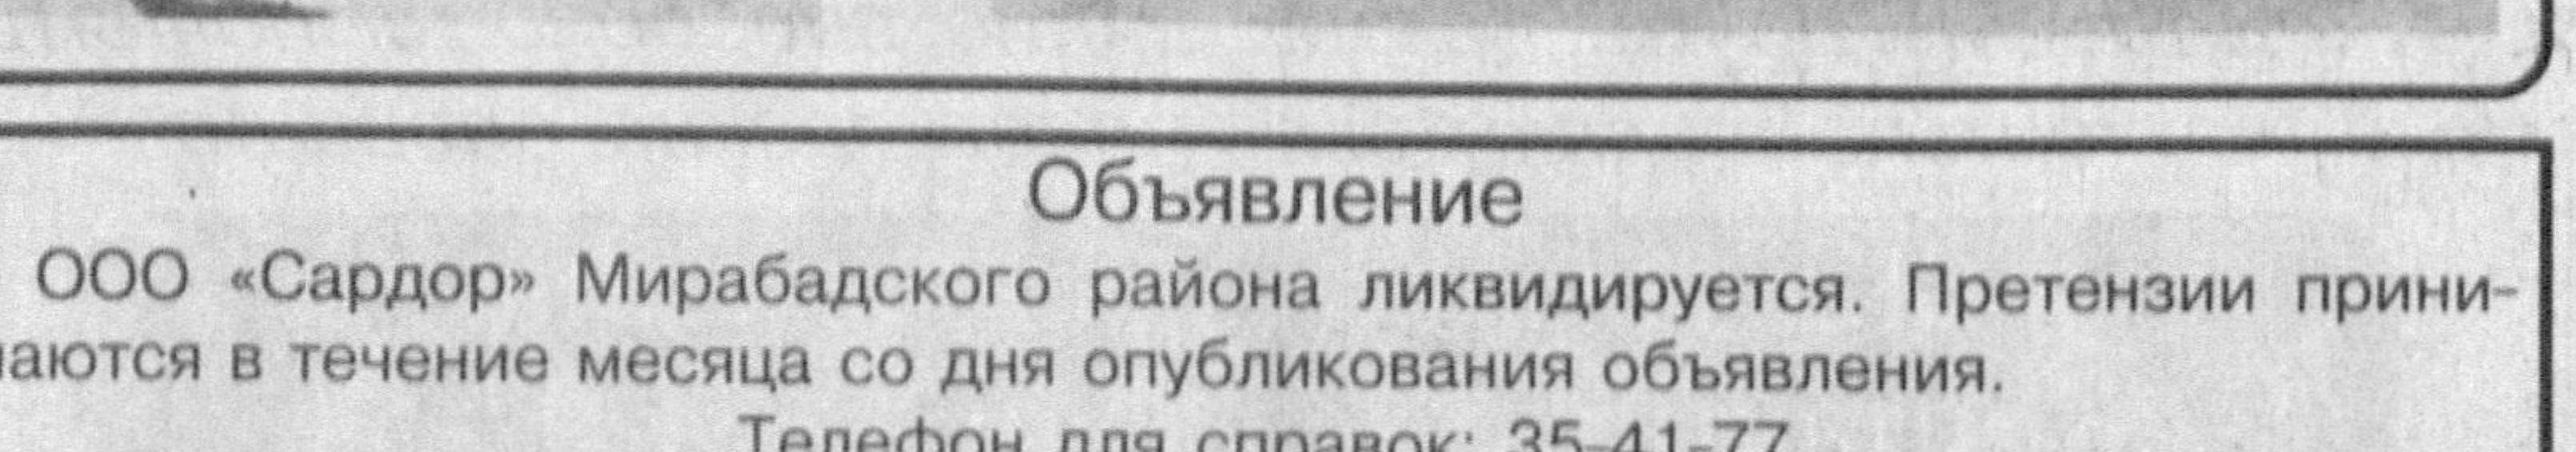 Объявление
ООО «Сардор» Мирабадского района ликвидируется. Претензии прини-
маются в течение месяца со дня опубликования объявления.
Телефон для справок: 35-41-77